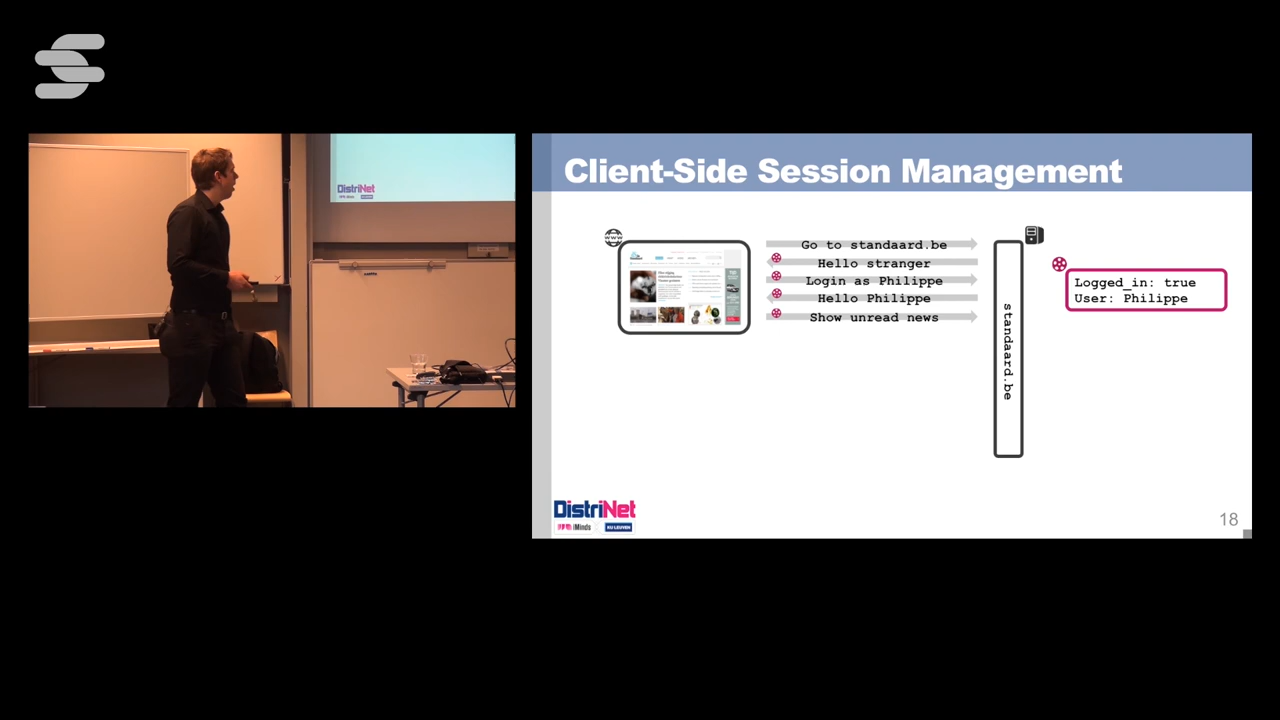 DistriNet
Client-Side Session Management
WWW
Go to standaard.be
Hello stranger
Login as Philippe
Hello Philippe
Show unread news
standaard.be
Logged_in: true
User: Philippe
DistriNet
iMinds
KU LEUVEN
18